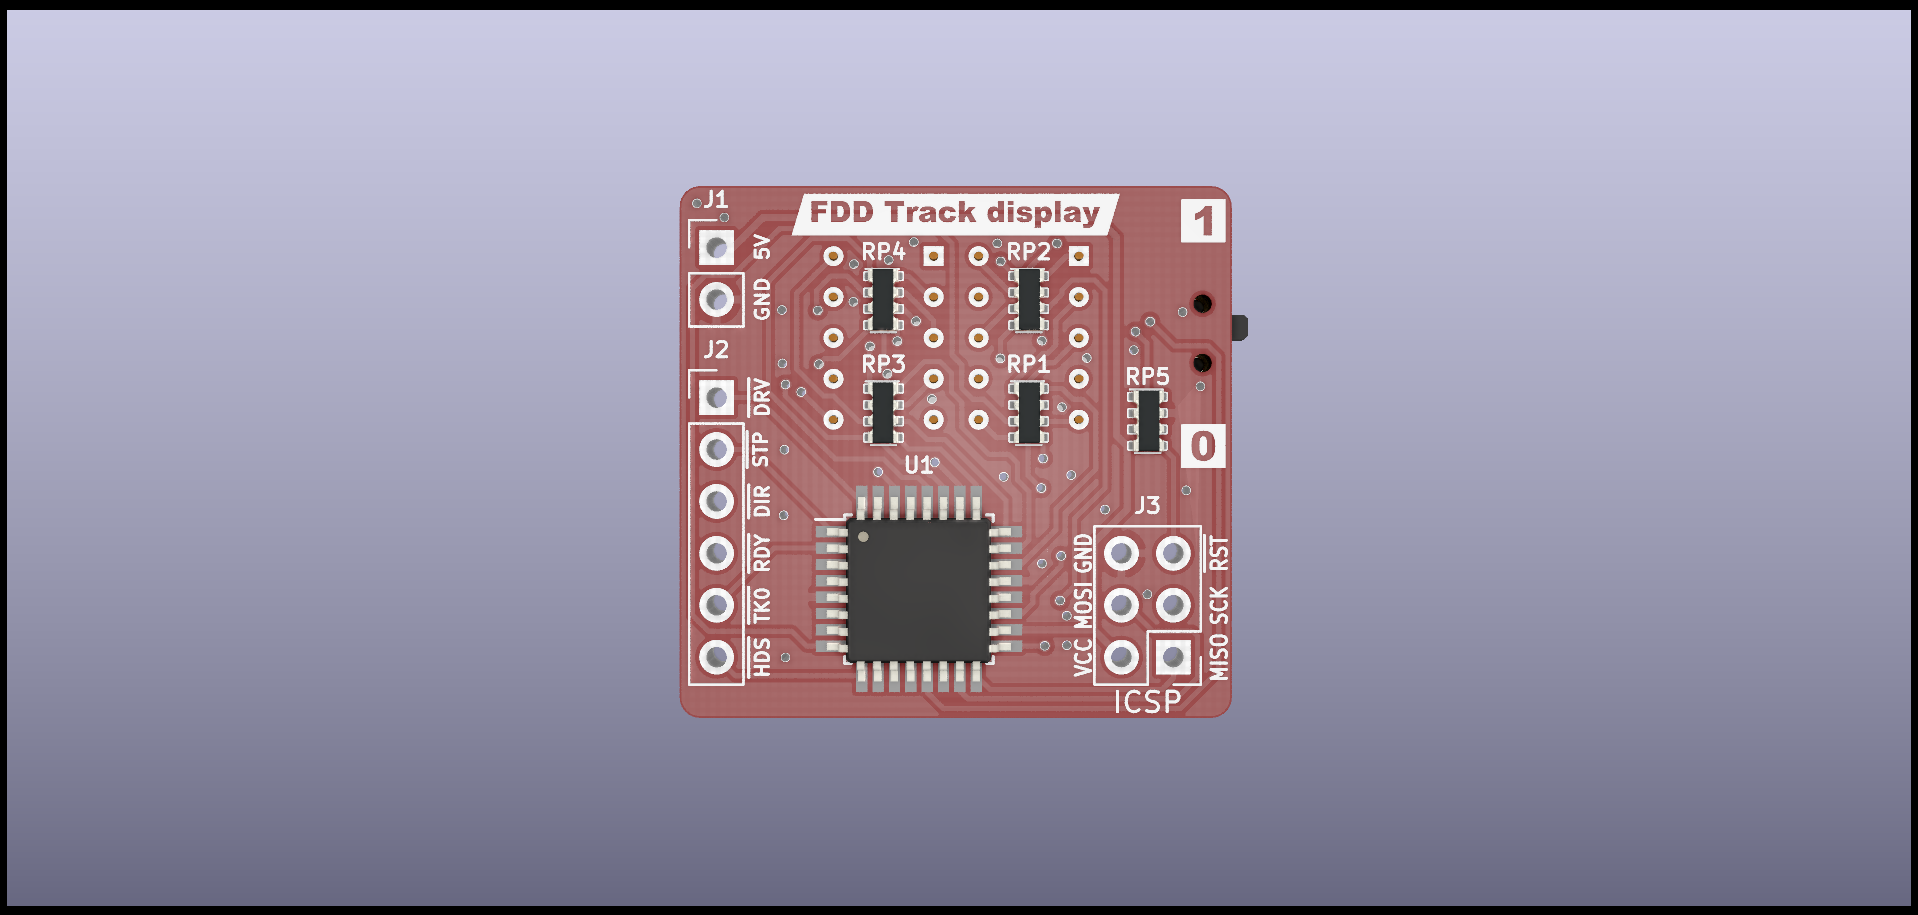 J1
FDD Track display
1
5V
GND
RP4
RP2
J2
RP3
RP1
RP5
DRV
STP
DIR
RDY
TK0
HDS
0
U1
J3
GND
RST
MOSI
SCK
VCC
MISO
ICSP